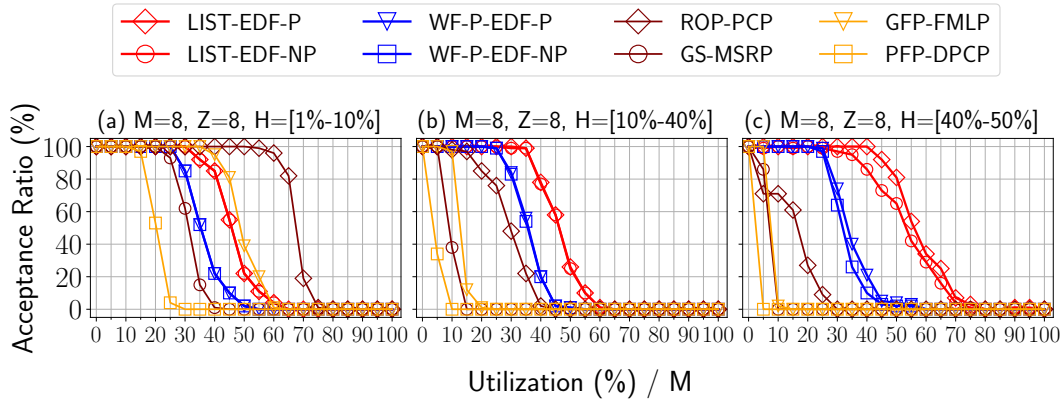 LIST-EDF-P WF-P-EDF-P ROP-PCP GFP-FMLP
LIST-EDF-NP WF-P-EDF-NP GS-MSRP PFP-DPCP
(a) M=8, Z=8, H=[1%-10%] (b) M=8, Z=8, H=[10%-40%] (c) M=8, Z=8, H=[40%-50%]
Acceptance Ratio (%)
100
80
60
40
20
0
0 10 20 30 40 50 60 70 80 100 0 10 20 30 40 50 60 70 80 100 0 10 20 30 40 50 60 70 80 100
Utilization (%) / M